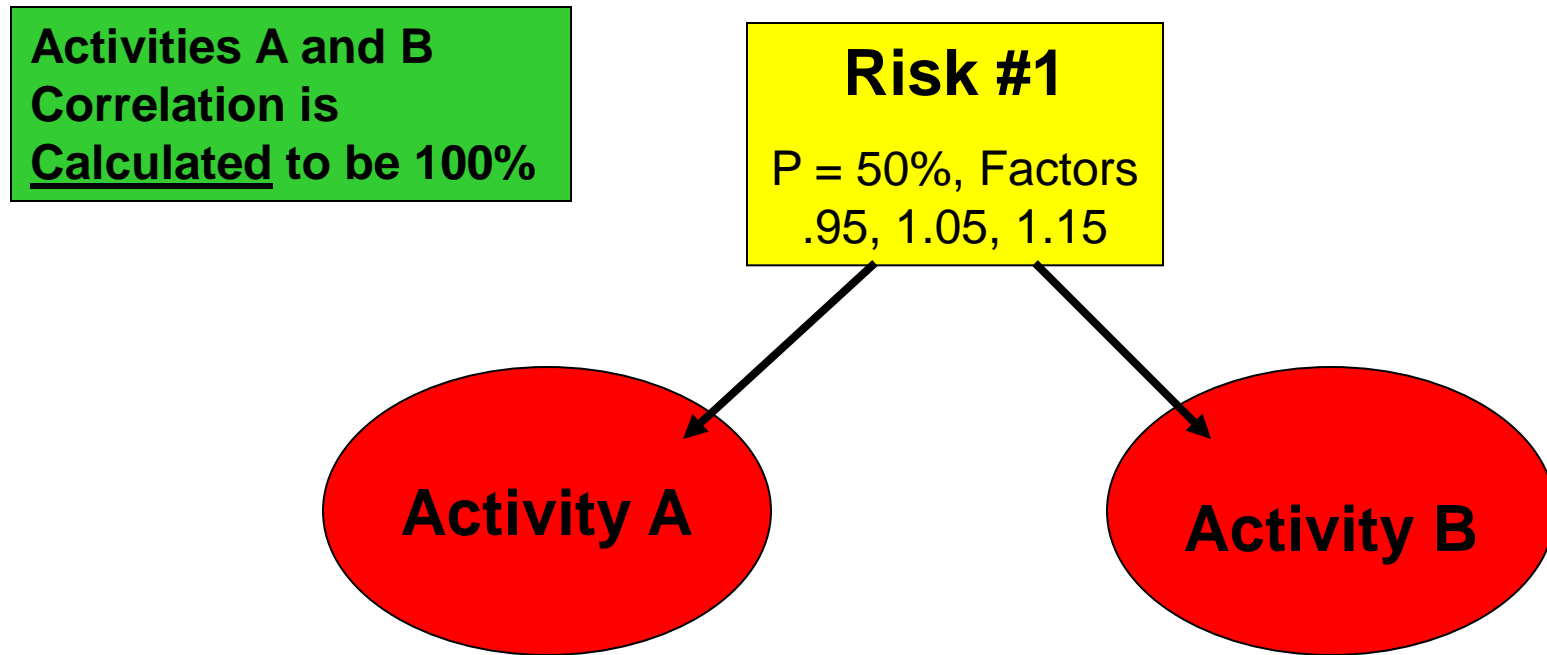 Activities A and B
Correlation is
Calculated to be 100%
Risk #1
P = 50%, Factors
.95, 1.05, 1.15
Activity A
Activity B